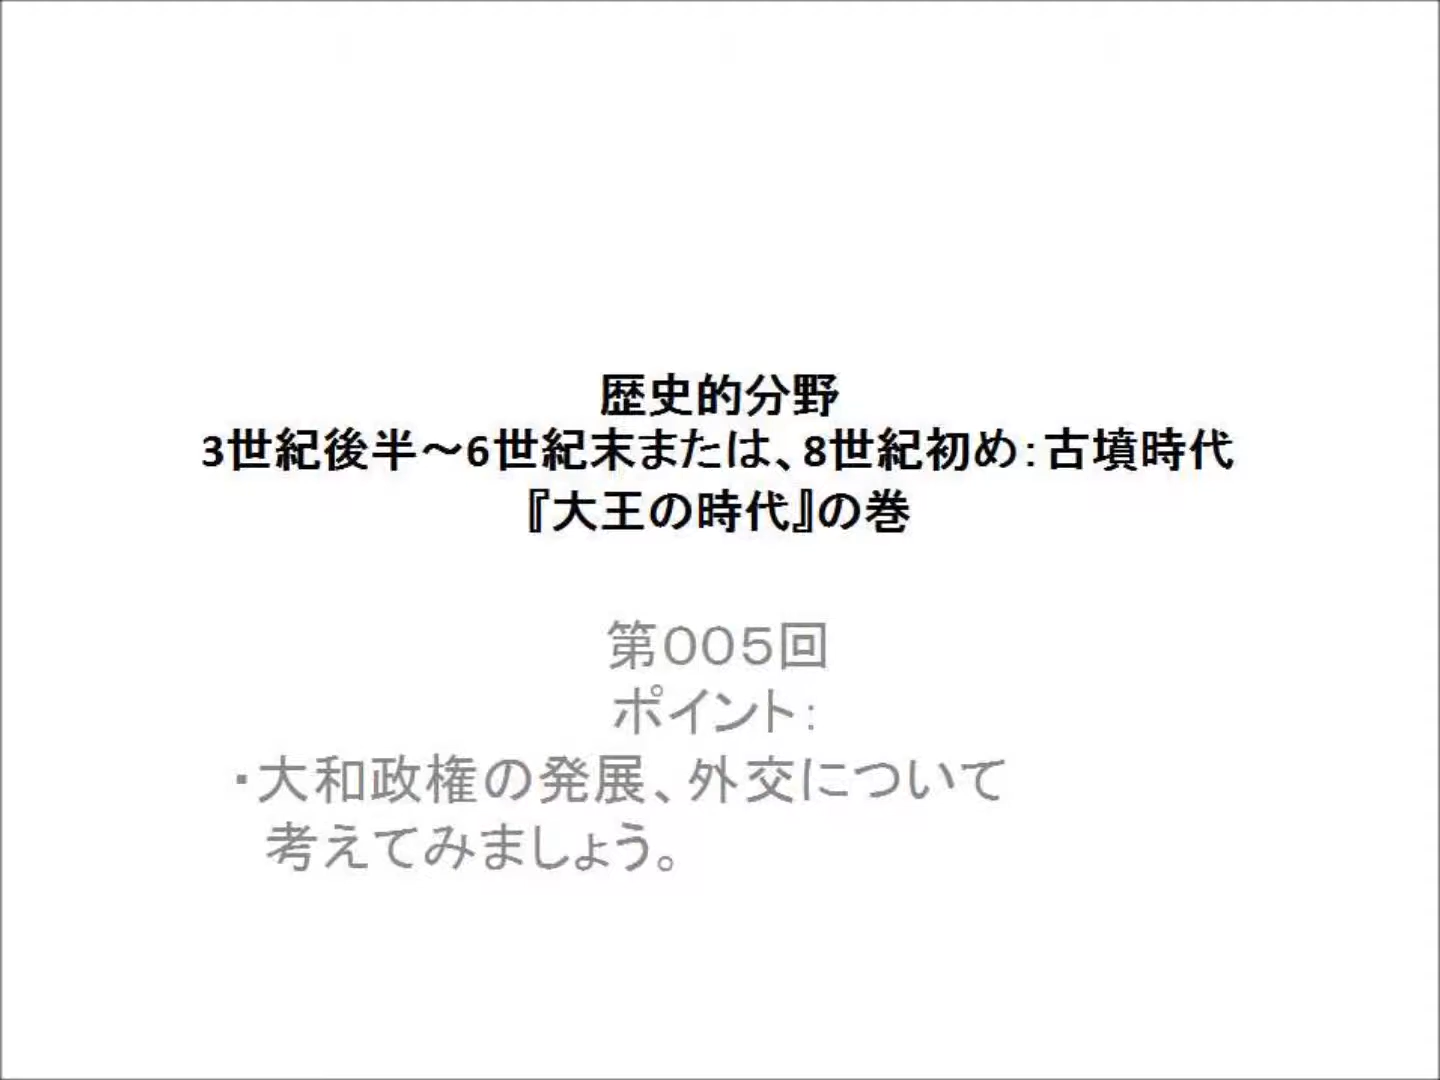 歴史的分野
3世紀後半～6世紀末または、8世紀初め：古墳時代
『大王の時代』の巻
第００５回
ポイント：
・大和政権の発展、外交について
考えてみましょう。